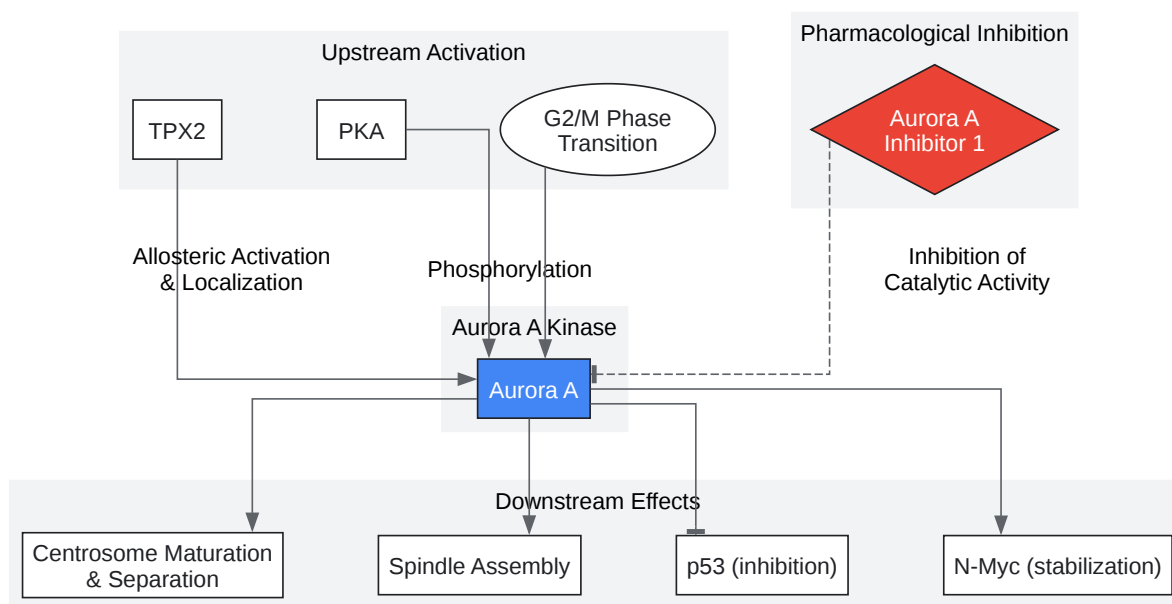 Upstream Activation
Pharmacological Inhibition
TPX2
PKA
G2/M Phase
Transition
Aurora A
Inhibitor 1
Allosteric Activation
& Localization
Phosphorylation
Inhibition of
Catalytic Activity
Aurora A Kinase
Aurora A
Downstream Effects
Centrosome Maturation
& Separation
Spindle Assembly
p53 (inhibition)
N-Myc (stabilization)